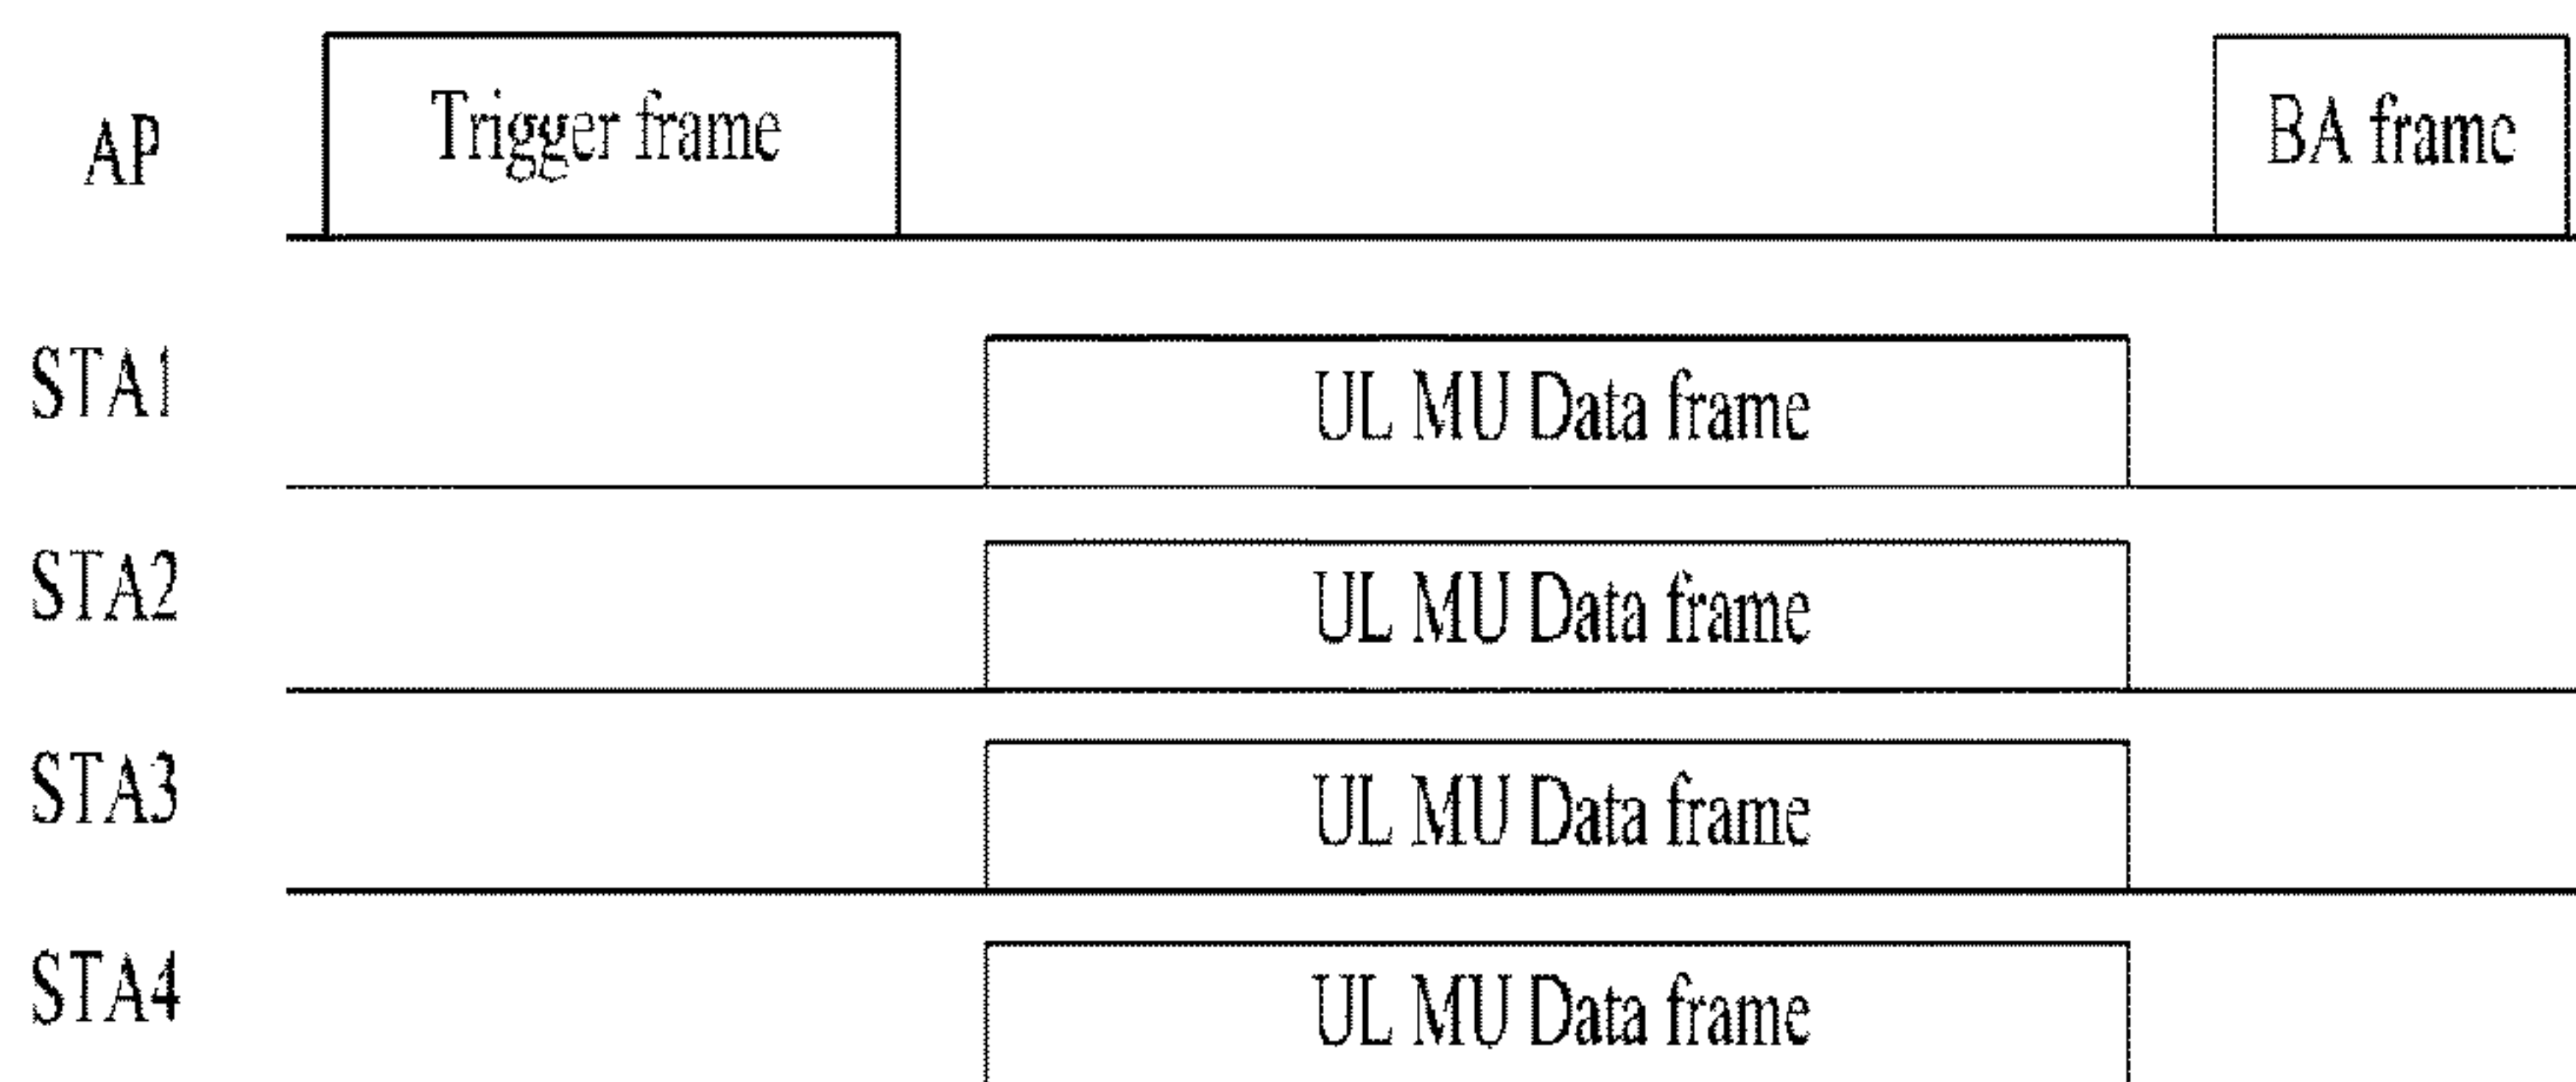 AP
Trigger frame
BA frame
STA1
UL MU Data frame
STA2
UL MU Data frame
STA3
UL MU Data frame
STA4
UL MU Data frame